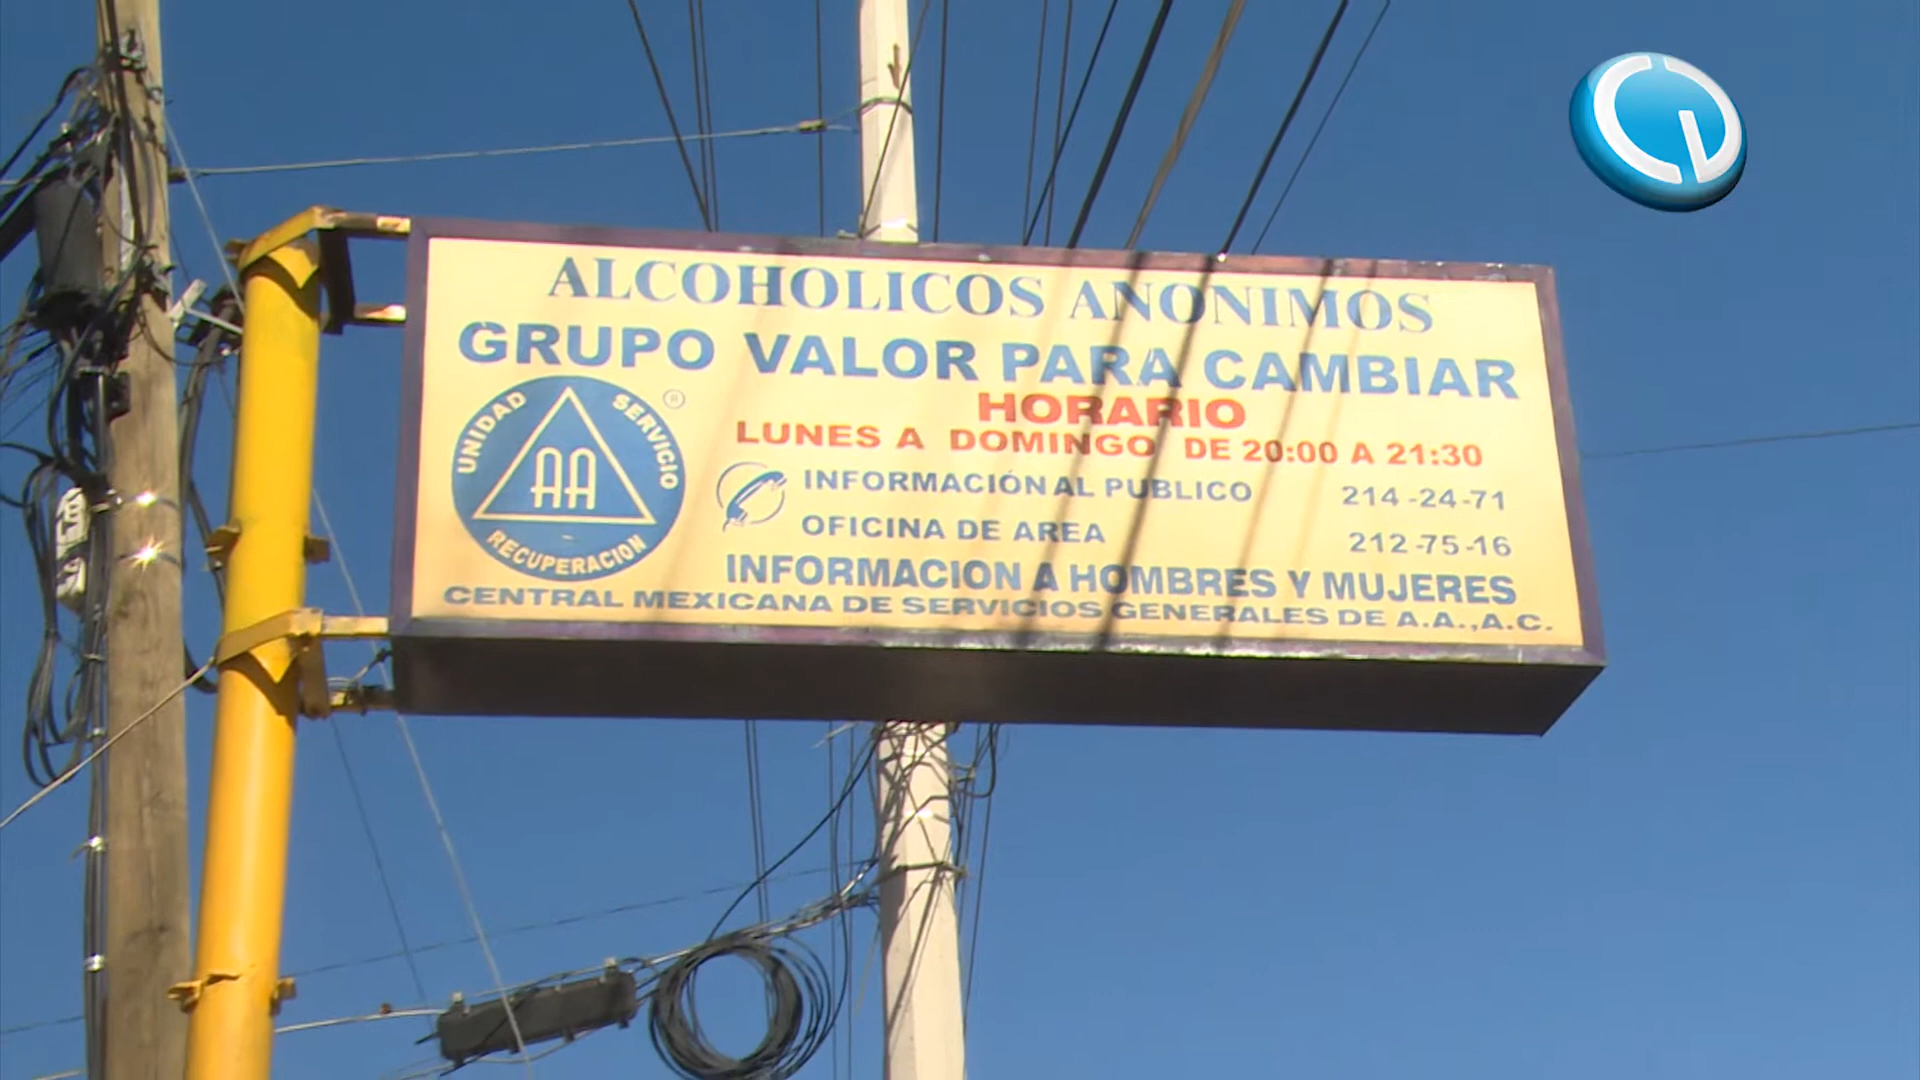 ALCOHOLICOS ANONIMOS
GRUPO VALOR PARA CAMBIAR
HORARIO
LUNES A DOMINGO DE 20:00 A 21:30
UNIDAD SERVICIO ®
AA
RECUPERACION
INFORMACIÓN AL PUBLICO 214-24-71
OFICINA DE AREA 212-75-16
INFORMACION A HOMBRES Y MUJERES
CENTRAL MEXICANA DE SERVICIOS GENERALES DE A.A.,A.C.